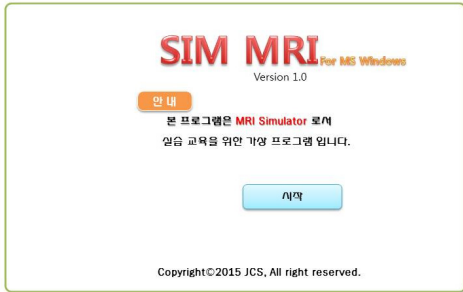 SIM MRI For MS Windows
Version 1.0
안 내
본 프로그램은 MRI Simulator 로서
실습 교육을 위한 가상 프로그램 입니다.
시작
Copyright©2015 JCS, All right reserved.